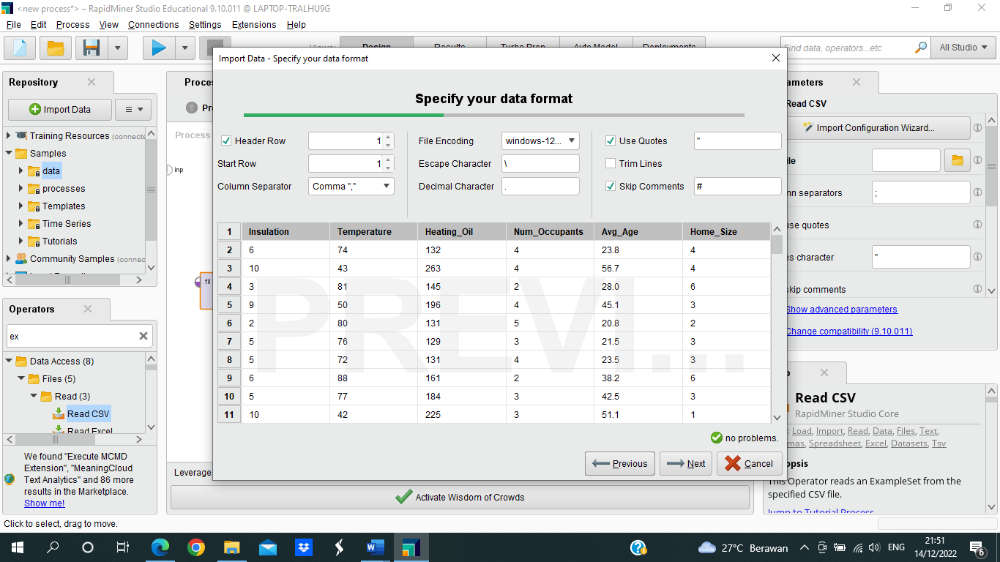 <new process*> – RapidMiner Studio Educational 9.10.011 @ LAPTOP-TRALHU9G
File Edit Process View Connections Settings Extensions Help
Views: Design Results Turbo Prep Auto Model Deployments
Find data, operators...etc
All Studio
Repository
Import Data
Training Resources (connecte
Samples
data
processes
Templates
Time Series
Tutorials
Community Samples (connec
Operators
ex
Data Access (8)
Files (5)
Read (3)
Read CSV
Read Excel
We found "Execute MCMD
Extension", "MeaningCloud
Text Analytics" and 86 more
results in the Marketplace.
Show me!
Click to select, drag to move.
Proces
Pr
Process
inp
fil
Leverage
Activate Wisdom of Crowds
Import Data - Specify your data format
Specify your data format
Header Row 1
Start Row 1
Column Separator Comma ","
File Encoding windows-12...
Escape Character \
Decimal Character .
Use Quotes "
Trim Lines
Skip Comments #
1 Insulation Temperature Heating_Oil Num_Occupants Avg_Age Home_Size
2 6 74 132 4 23.8 4
3 10 43 263 4 56.7 4
4 3 81 145 2 28.0 6
5 9 50 196 4 45.1 3
6 2 80 131 5 20.8 2
7 5 76 129 3 21.5 3
8 5 72 131 4 23.5 3
9 6 88 161 2 38.2 6
10 5 77 184 3 42.5 3
11 10 42 225 3 51.1 1
PREVI...
no problems.
Previous Next Cancel
ameters
Read CSV
Import Configuration Wizard...
ile
n separators ;
use quotes
es character "
skip comments
Show advanced parameters
Change compatibility (9.10.011)
p
Read CSV
RapidMiner Studio Core
: Load, Import, Read, Data, Files, Text,
mas, Spreadsheet, Excel, Datasets, Tsv
opsis
This Operator reads an ExampleSet from the
specified CSV file.
Jump to Tutorial Process
27°C Berawan
ENG
21:51
14/12/2022
6